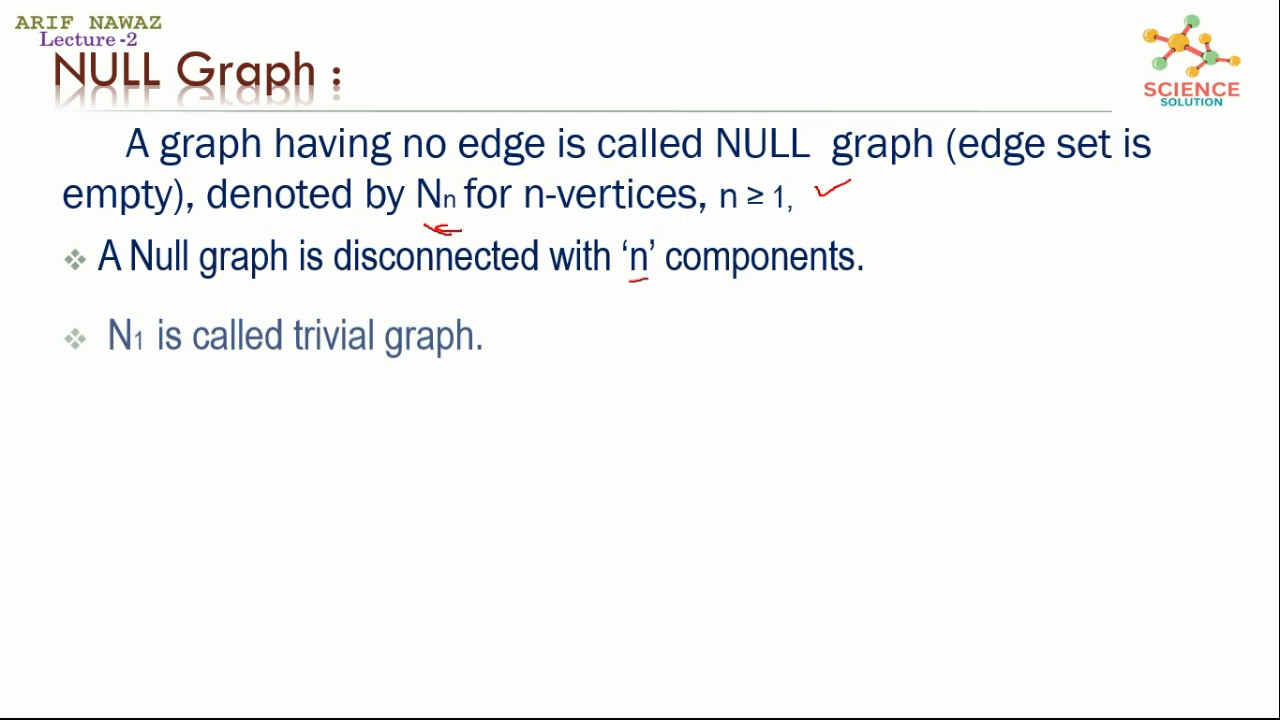 ARIF NAWAZ
Lecture -2
NULL Graph :
SCIENCE
SOLUTION
A graph having no edge is called NULL graph (edge set is
empty), denoted by Nn for n-vertices, n ≥ 1,
❖ A Null graph is disconnected with ‘n’ components.
❖ N1 is called trivial graph.